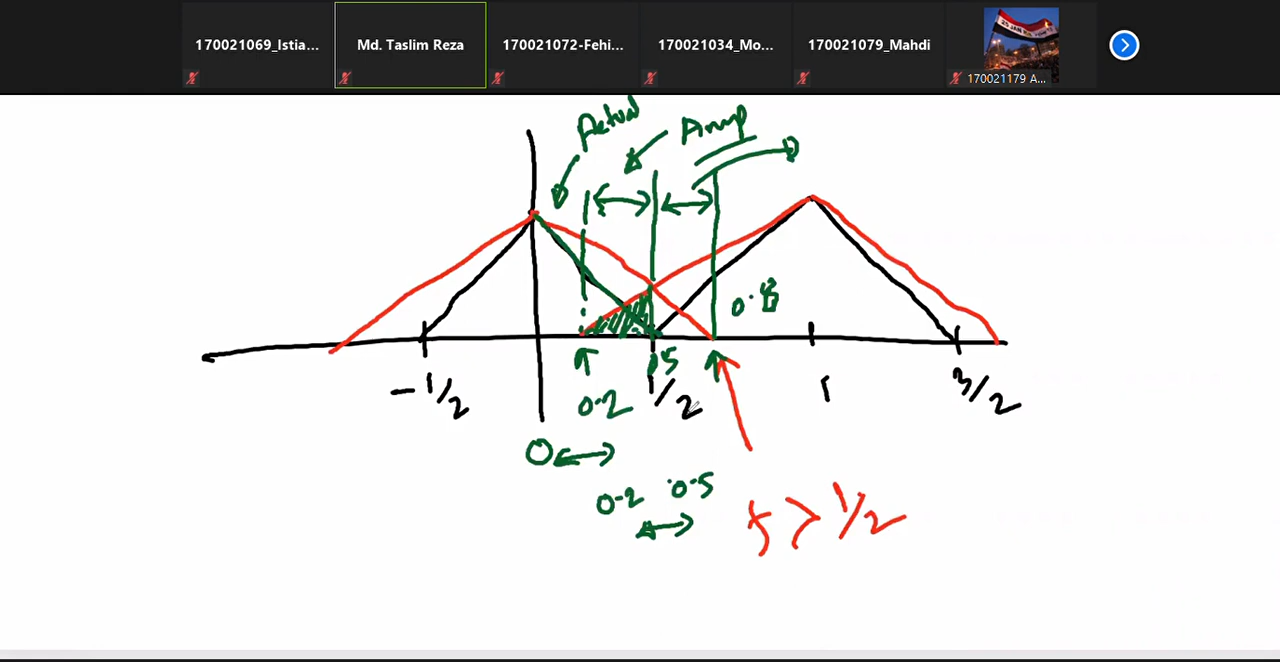 170021069_Istia...
Md. Taslim Reza
170021072-Fehi...
170021034_Mo...
170021079_Mahdi
170021179 A...
Actual
Amp
0.8
- 1/2
0.2
.5
1/2
1
3/2
0
0.2 0.5
f > 1/2